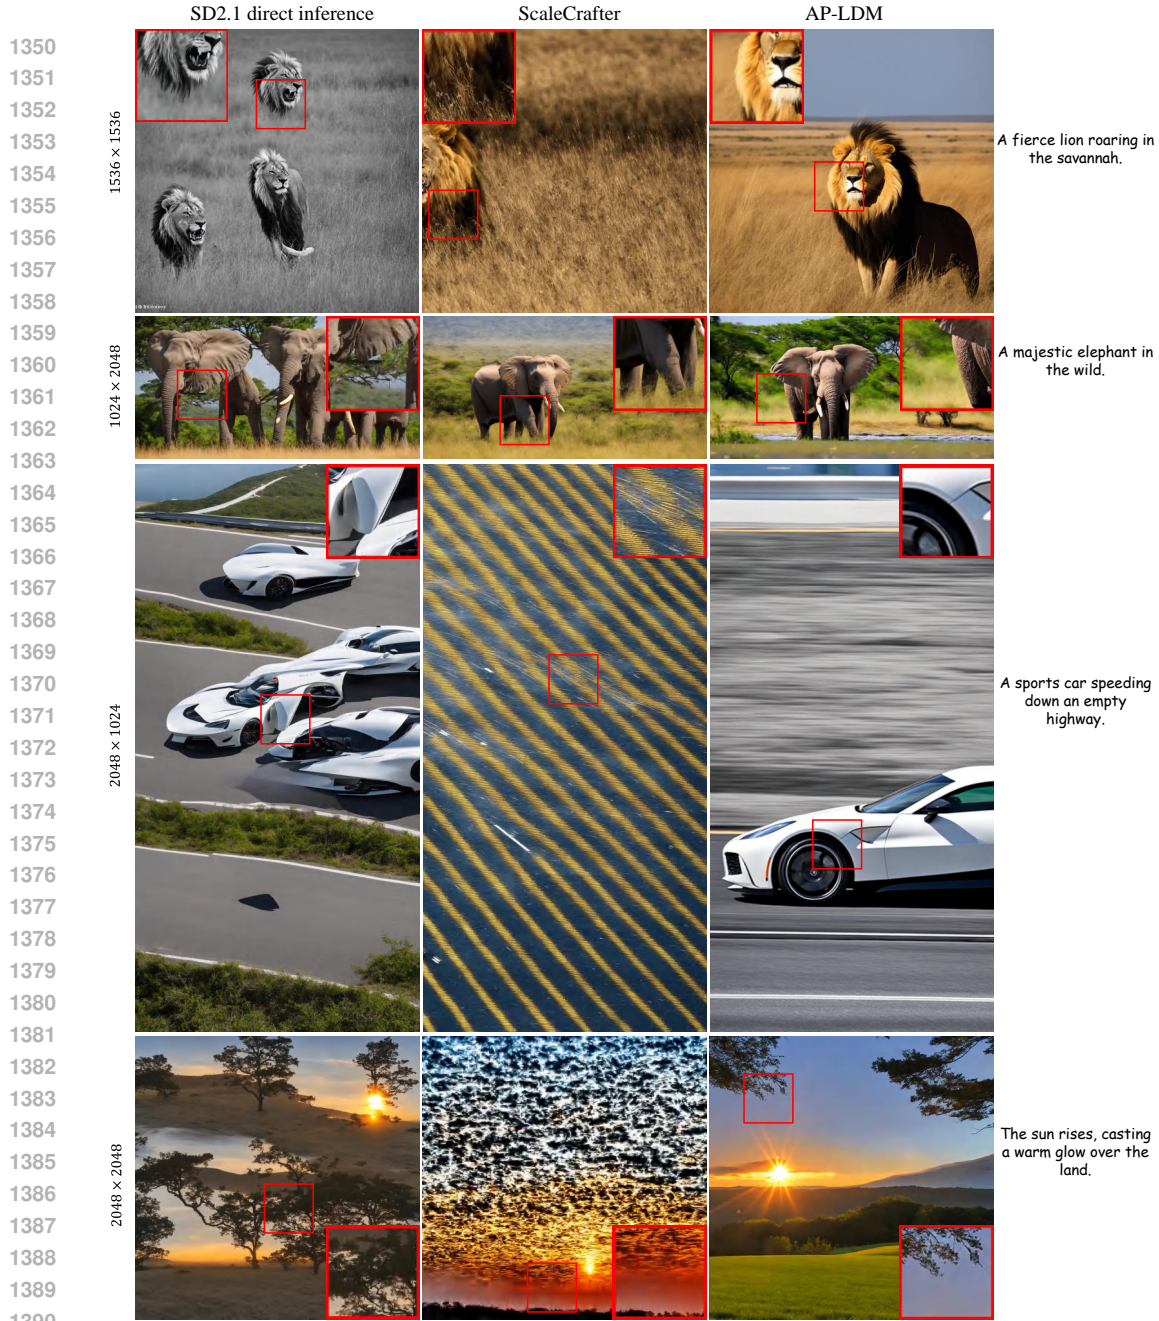 SD2.1 direct inference
ScaleCrafter
AP-LDM
1350
1351
1352
1353
1354
1355
1356
1357
1358
1359
1360
1361
1362
1363
1364
1365
1366
1367
1368
1369
1370
1371
1372
1373
1374
1375
1376
1377
1378
1379
1380
1381
1382
1383
1384
1385
1386
1387
1388
1389
1390
1536 × 1536
A fierce lion roaring in
the savannah.
1024 × 2048
A majestic elephant in
the wild.
2048 × 1024
A sports car speeding
down an empty
highway.
2048 × 2048
The sun rises, casting
a warm glow over the
land.